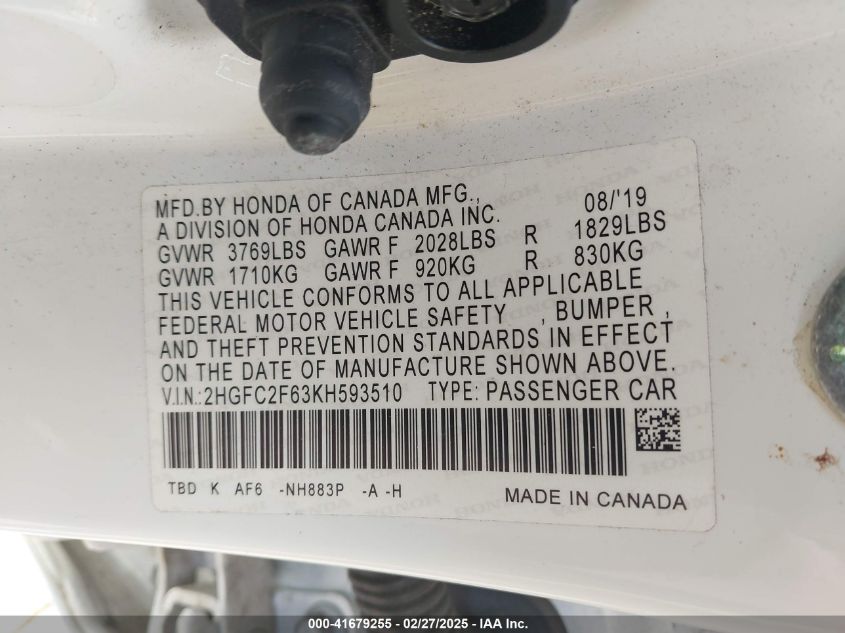 MFD.BY HONDA OF CANADA MFG., 08/'19
A DIVISION OF HONDA CANADA INC.
GVWR 3769LBS GAWR F 2028LBS R 1829LBS
GVWR 1710KG GAWR F 920KG R 830KG
THIS VEHICLE CONFORMS TO ALL APPLICABLE
FEDERAL MOTOR VEHICLE SAFETY , BUMPER ,
AND THEFT PREVENTION STANDARDS IN EFFECT
ON THE DATE OF MANUFACTURE SHOWN ABOVE.
V.I.N.:2HGFC2F63KH593510 TYPE: PASSENGER CAR
TBD K AF6 -NH883P -A -H MADE IN CANADA
000-41679255 - 02/27/2025 - IAA Inc.